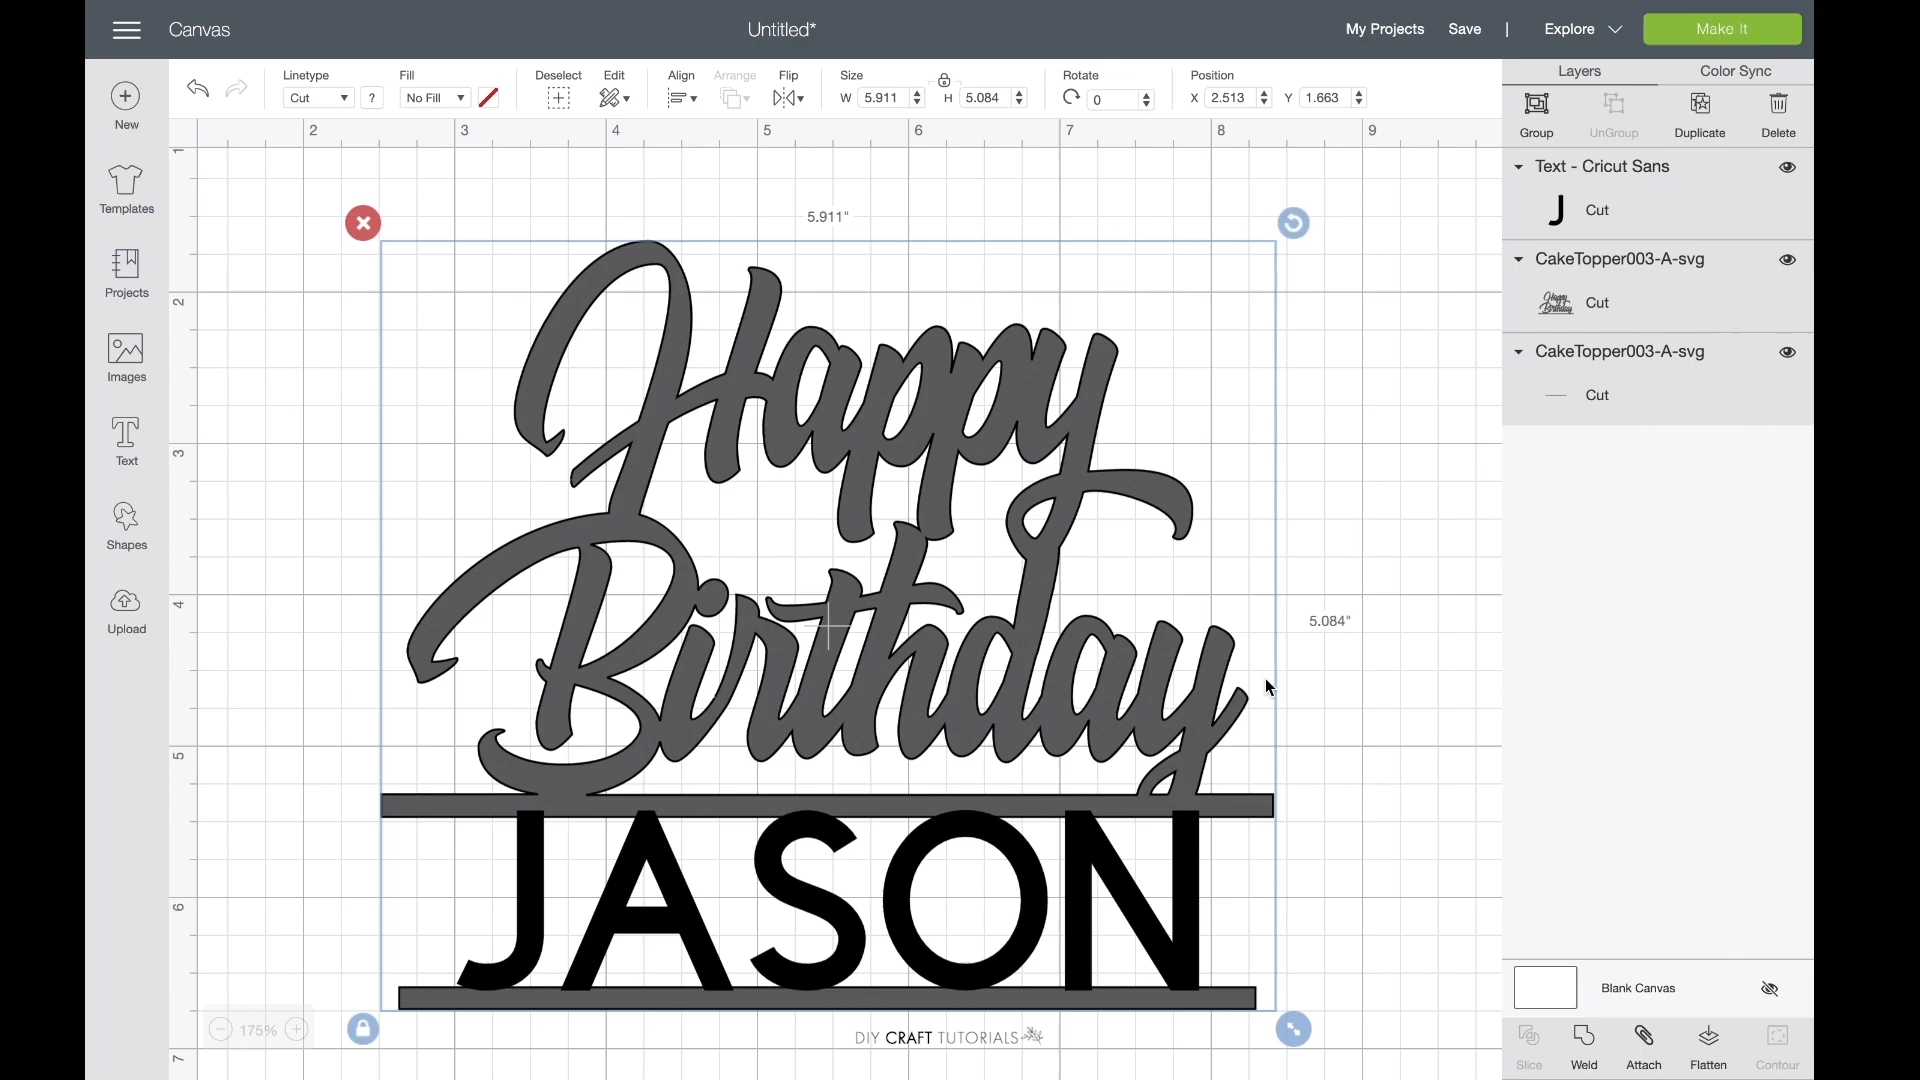 Canvas
Untitled*
My Projects
Save
|
Explore
Make It
Linetype
Cut
?
Fill
No Fill
Deselect
Edit
Align
Arrange
Flip
Size
W 5.911
H 5.084
Rotate
0
Position
X 2.513
Y 1.663
Layers
Color Sync
Group
UnGroup
Duplicate
Delete
New
Templates
Projects
Images
Text
Shapes
Upload
2 3 4 5 6 7 8 9
1
2
3
4
5
6
7
5.911"
5.084"
Happy
Birthday
JASON
175%
DIY CRAFT TUTORIALS
Text - Cricut Sans
J Cut
CakeTopper003-A-svg
Happy
Birthday
Cut
CakeTopper003-A-svg
Cut
Blank Canvas
Slice
Weld
Attach
Flatten
Contour